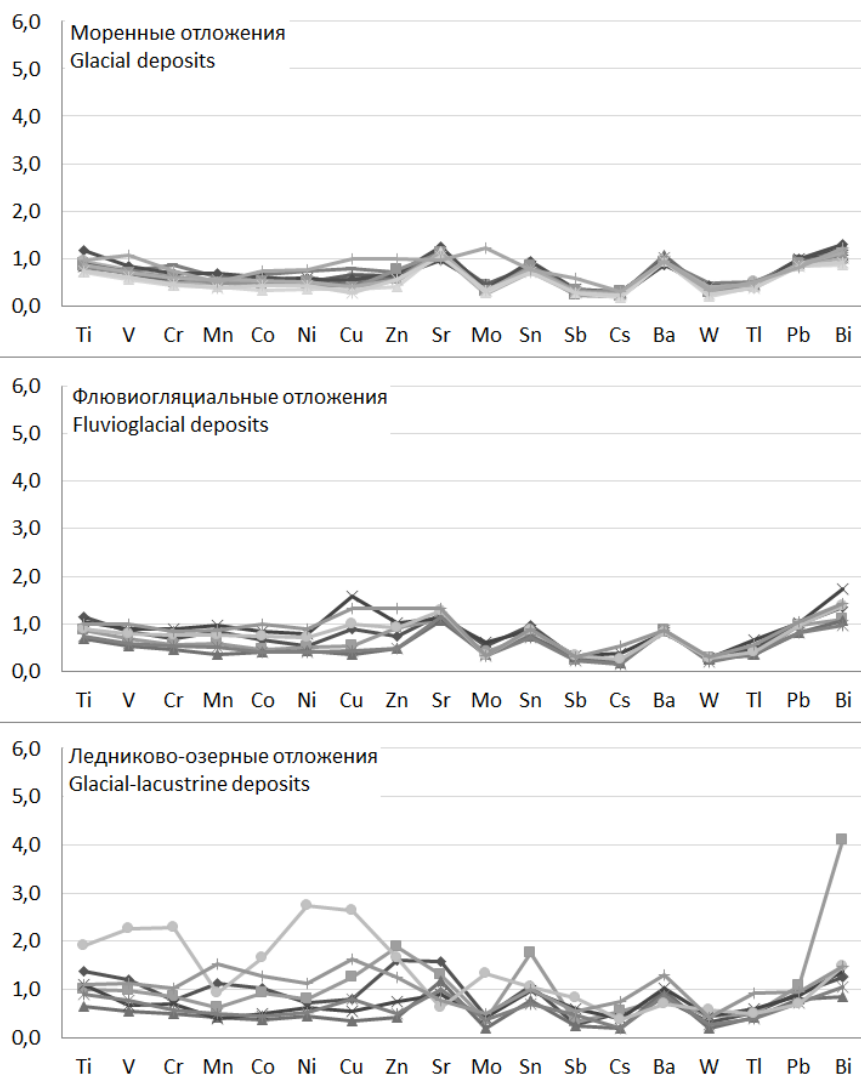 6,0
Моренные отложения
Glacial deposits
5,0
4,0
3,0
2,0
1,0
0,0
Ti V Cr Mn Co Ni Cu Zn Sr Mo Sn Sb Cs Ba W Tl Pb Bi
6,0
Флювиогляциальные отложения
Fluvioglacial deposits
5,0
4,0
3,0
2,0
1,0
0,0
Ti V Cr Mn Co Ni Cu Zn Sr Mo Sn Sb Cs Ba W Tl Pb Bi
6,0
Ледниково-озерные отложения
Glacial-lacustrine deposits
5,0
4,0
3,0
2,0
1,0
0,0
Ti V Cr Mn Co Ni Cu Zn Sr Mo Sn Sb Cs Ba W Tl Pb Bi